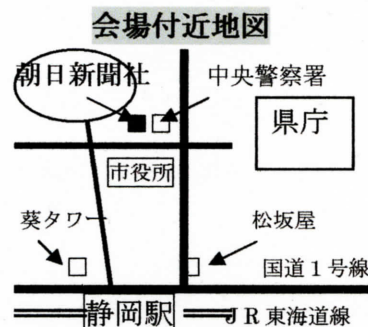 会場付近地図
朝日新聞社
中央警察署
県庁
市役所
葵タワー
松坂屋
国道1号線
静岡駅
JR東海道線